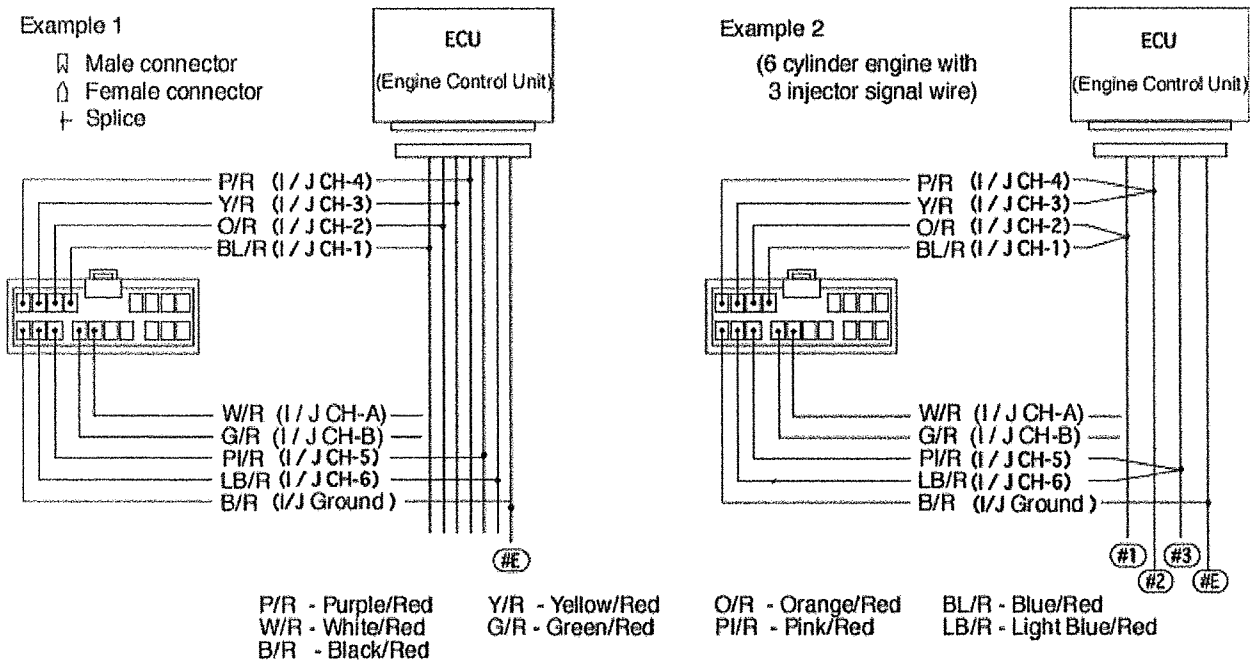 Example 1
Male connector
Female connector
Splice
ECU
(Engine Control Unit)
P/R (I / J CH-4)
Y/R (I / J CH-3)
O/R (I / J CH-2)
BL/R (I / J CH-1)
W/R (I / J CH-A)
G/R (I / J CH-B)
PI/R (I / J CH-5)
LB/R (I / J CH-6)
B/R (I/J Ground )
#E
Example 2
(6 cylinder engine with
3 injector signal wire)
ECU
(Engine Control Unit)
P/R (I / J CH-4)
Y/R (I / J CH-3)
O/R (I / J CH-2)
BL/R (I / J CH-1)
W/R (I / J CH-A)
G/R (I / J CH-B)
PI/R (I / J CH-5)
LB/R (I / J CH-6)
B/R (I/J Ground )
#1 #3
#2 #E
P/R - Purple/Red Y/R - Yellow/Red O/R - Orange/Red BL/R - Blue/Red
W/R - White/Red G/R - Green/Red PI/R - Pink/Red LB/R - Light Blue/Red
B/R - Black/Red